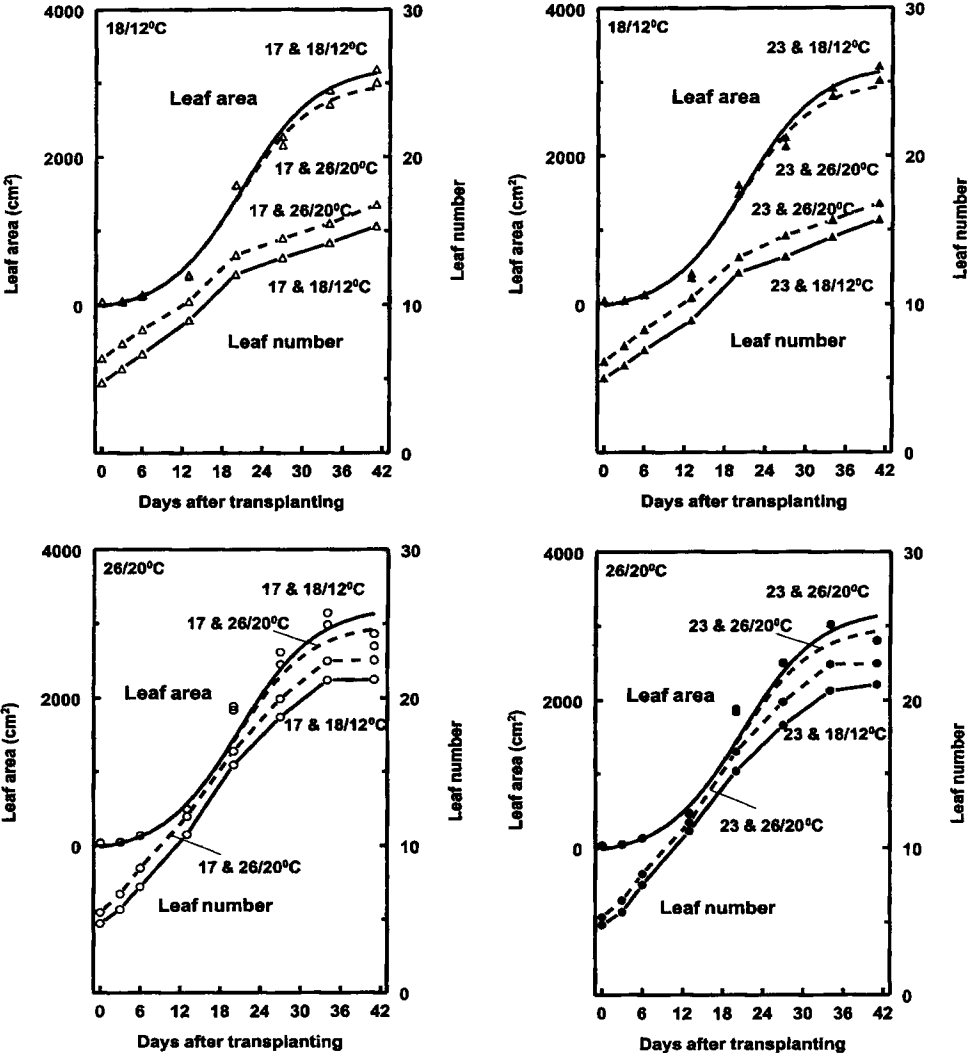 4000
30
18/12⁰C
17 & 18/12⁰C
Leaf area
2000
20
17 & 26/20⁰C
17 & 26/20⁰C
Leaf area (cm²)
Leaf number
17 & 18/12⁰C
0
10
Leaf number
0
0 6 12 18 24 30 36 42
Days after transplanting
4000
30
18/12⁰C
23 & 18/12⁰C
Leaf area
2000
20
23 & 26/20⁰C
23 & 26/20⁰C
Leaf area (cm²)
Leaf number
23 & 18/12⁰C
0
10
Leaf number
0
0 6 12 18 24 30 36 42
Days after transplanting
4000
30
26/20⁰C
17 & 18/12⁰C
17 & 26/20⁰C
Leaf area
2000
20
17 & 18/12⁰C
Leaf area (cm²)
Leaf number
0
10
17 & 26/20⁰C
Leaf number
0
0 6 12 18 24 30 36 42
Days after transplanting
4000
30
26/20⁰C
23 & 26/20⁰C
23 & 26/20⁰C
Leaf area
2000
20
23 & 18/12⁰C
Leaf area (cm²)
Leaf number
23 & 26/20⁰C
0
10
Leaf number
0
0 6 12 18 24 30 36 42
Days after transplanting